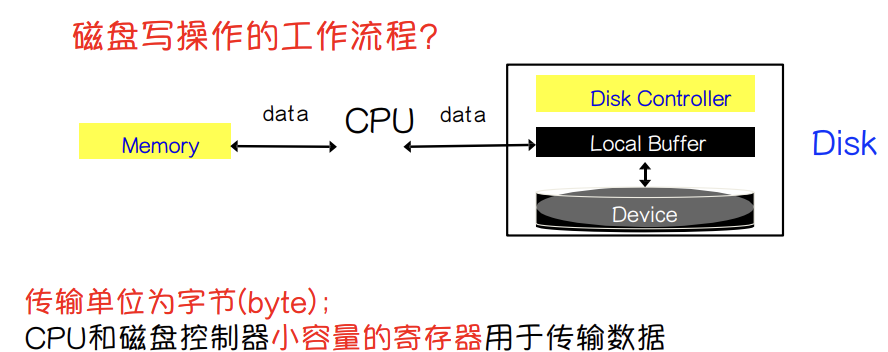 磁盘写操作的工作流程?
Disk Controller
data
CPU
data
Memory
Local Buffer
Disk
Device
传输单位为字节(byte);
CPU和磁盘控制器小容量的寄存器用于传输数据